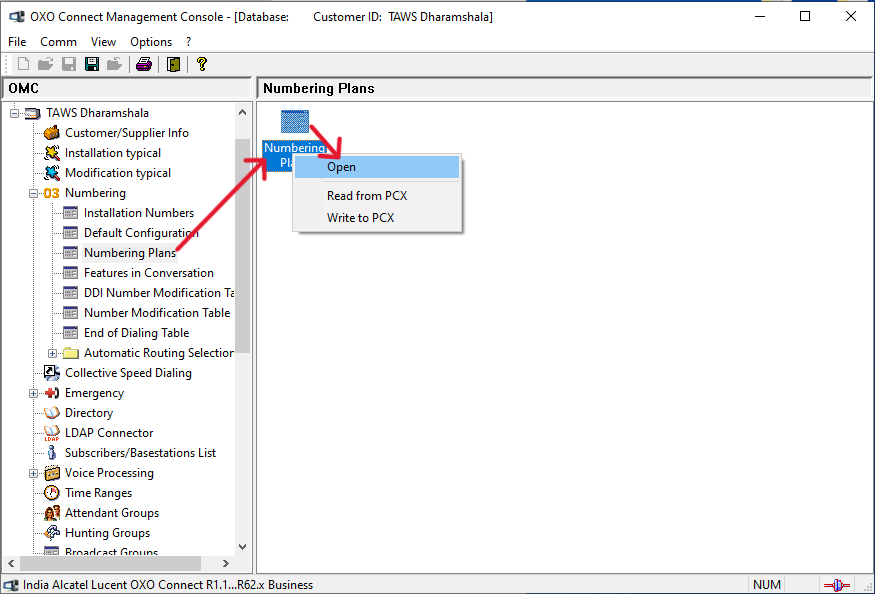 OXO Connect Management Console - [Database: Customer ID: TAWS Dharamshala]
File Comm View Options ?
OMC
Numbering Plans
TAWS Dharamshala
Customer/Supplier Info
Installation typical
Modification typical
03 Numbering
Installation Numbers
Default Configuration
Numbering Plans
Features in Conversation
DDI Number Modification Ta
Number Modification Table
End of Dialing Table
Automatic Routing Selection
Collective Speed Dialing
Emergency
Directory
LDAP LDAP Connector
Subscribers/Basestations List
Voice Processing
Time Ranges
Attendant Groups
Hunting Groups
Broadcast Groups
Numbering
Pl
Open
Read from PCX
Write to PCX
India Alcatel Lucent OXO Connect R1.1...R62.x Business
NUM